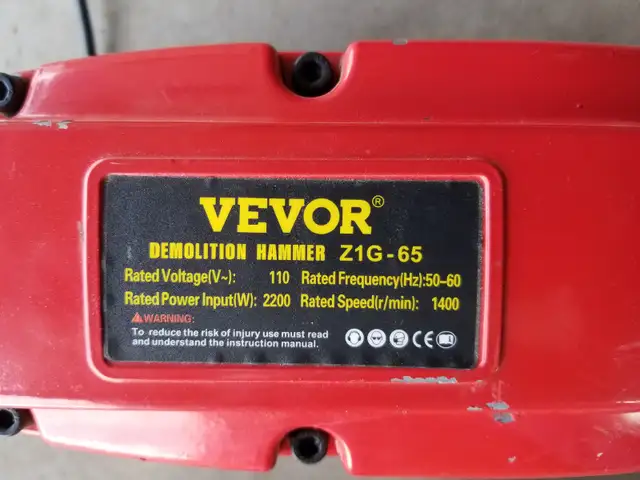 VEVOR®
DEMOLITION HAMMER Z1G-65
Rated Voltage(V~): 110 Rated Frequency(Hz):50-60
Rated Power Input(W): 2200 Rated Speed(r/min): 1400
⚠WARNING:
To reduce the risk of injury use must read
and understand the instruction manual.
CE